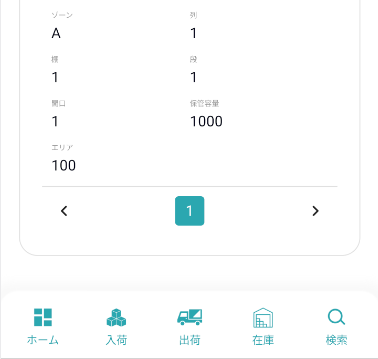 ゾーン
列
A
1
棚
段
1
1
間口
保管容量
1
1000
エリア
100
1
ホーム
入荷
出荷
在庫
検索